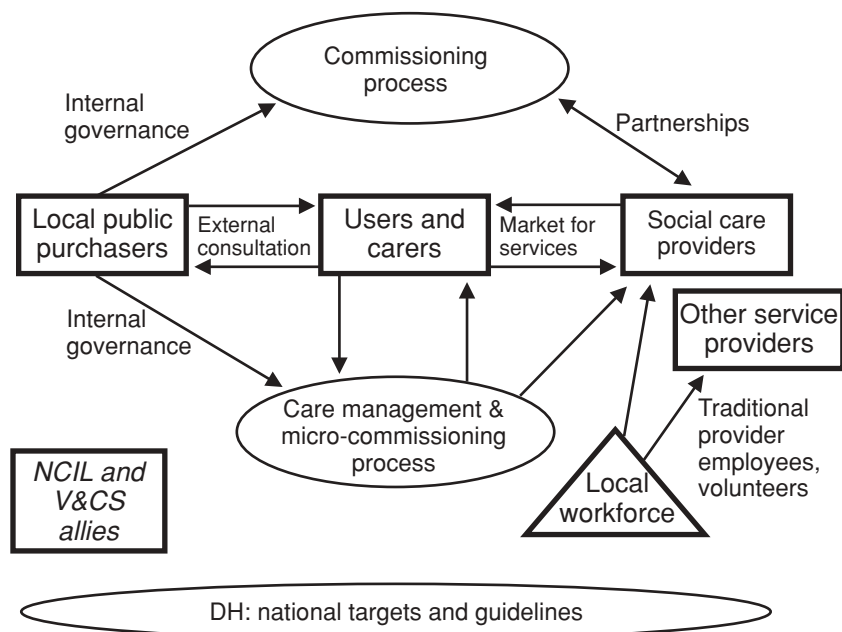 Commissioning
process
Internal
governance
Partnerships
Local public
purchasers
External
consultation
Users and
carers
Market for
services
Social care
providers
Internal
governance
Other service
providers
Care management &
micro-commissioning
process
Traditional
provider
employees,
volunteers
NCIL and
V&CS
allies
Local
workforce
DH: national targets and guidelines